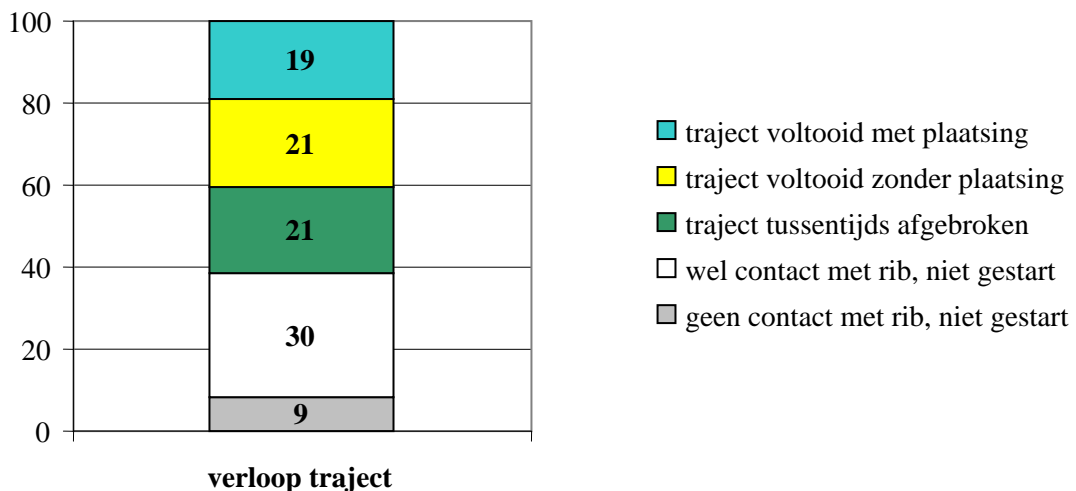 100
80
60
40
20
0
19
21
21
30
9
verloop traject
traject voltooid met plaatsing
traject voltooid zonder plaatsing
traject tussentijds afgebroken
wel contact met rib, niet gestart
geen contact met rib, niet gestart